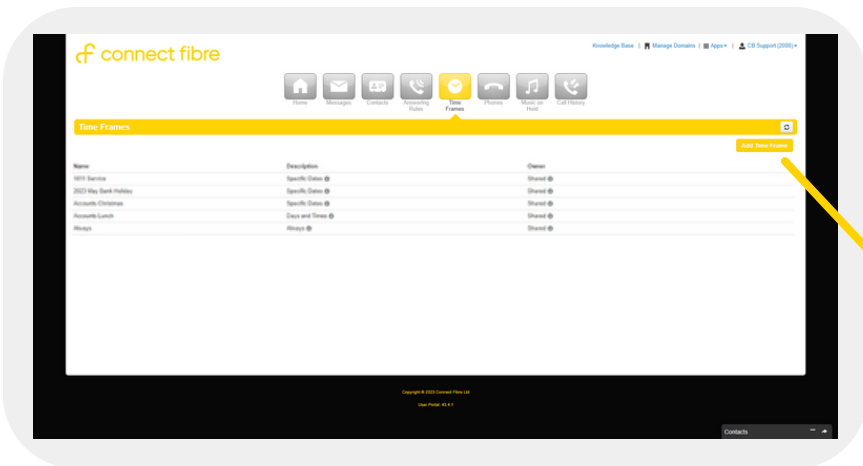 connect fibre
Knowledge Base | Manage Domains | Apps | CB Support (2000)
Home Messages Contacts Answering Rules Time Frames Phones Music on Hold Call History
Time Frames
Add Time Frame
Name Description Owner
1611 Service Specific Dates Shared
2023 May Bank Holiday Specific Dates Shared
Accounts Christmas Specific Dates Shared
Accounts Lunch Days and Times Shared
Always Always Shared
Copyright © 2023 Connect Fibre Ltd
User Portal
Contacts